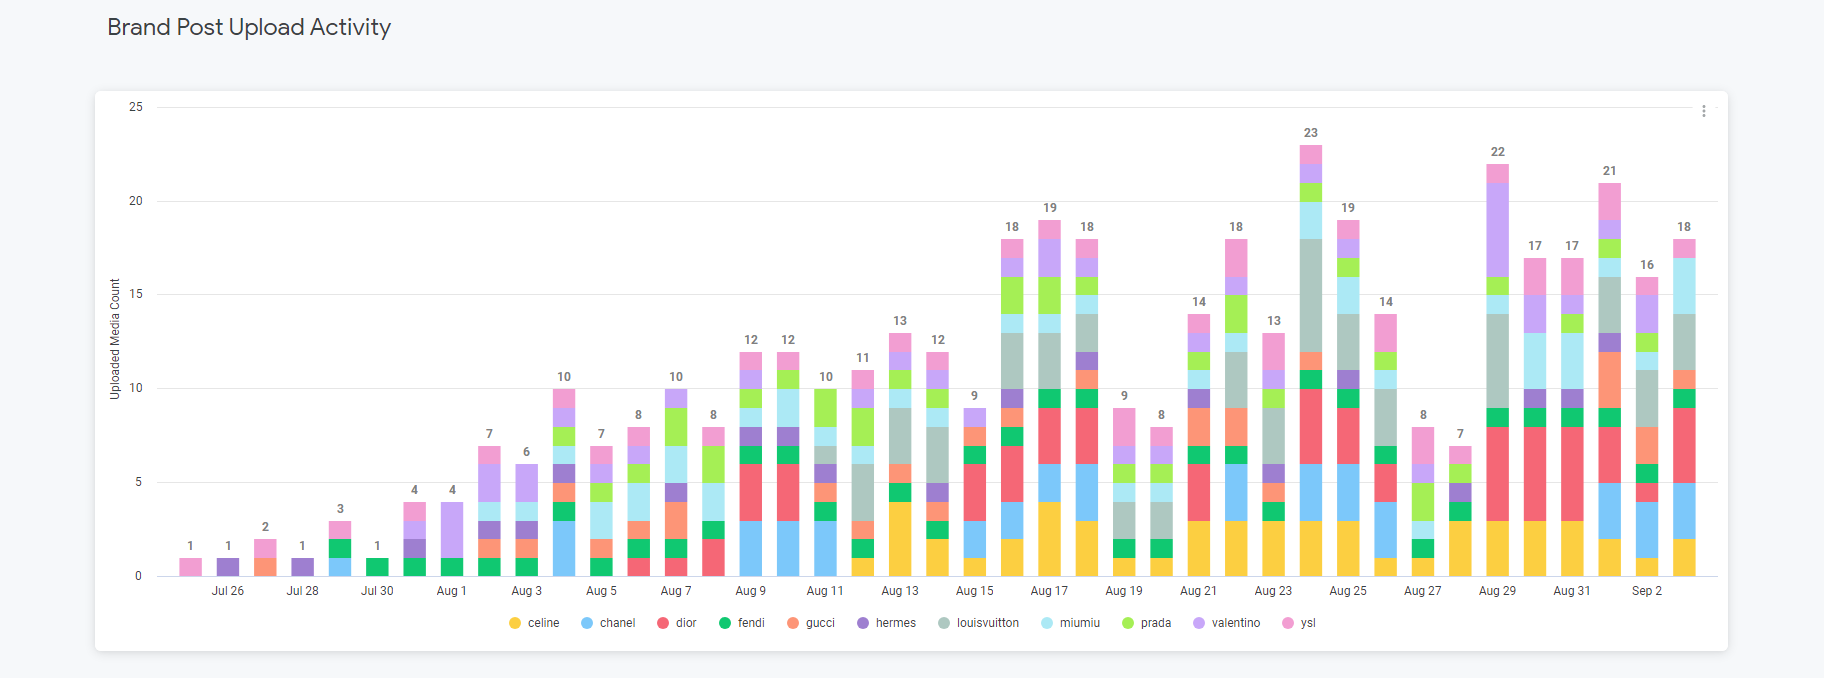 Brand Post Upload Activity
25
20
15
10
5
0
Uploaded Media Count
1 1 2 1 3 1 4 4 7 6 10 7 8 10 8 12 12 10 11 13 12 9 18 19 18 9 8 14 18 13 23 19 14 8 7 22 17 17 21 16 18
Jul 26 Jul 28 Jul 30 Aug 1 Aug 3 Aug 5 Aug 7 Aug 9 Aug 11 Aug 13 Aug 15 Aug 17 Aug 19 Aug 21 Aug 23 Aug 25 Aug 27 Aug 29 Aug 31 Sep 2
celine chanel dior fendi gucci hermes louisvuitton miumiu prada valentino ysl